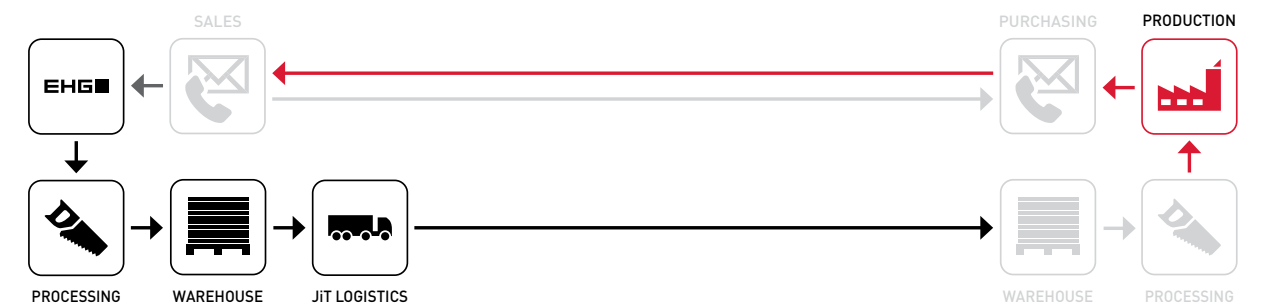 SALES
PURCHASING
PRODUCTION
EHG
PROCESSING
WAREHOUSE
JiT LOGISTICS
WAREHOUSE
PROCESSING